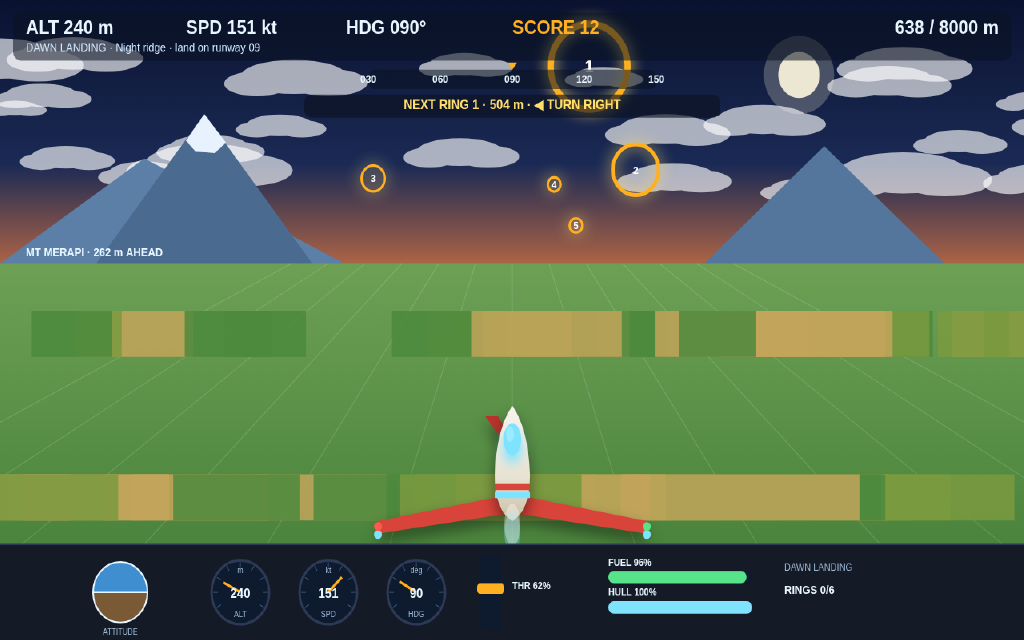 ALT 240 m SPD 151 kt HDG 090° SCORE 12 638 / 8000 m
DAWN LANDING · Night ridge · land on runway 09
1
030 060 090 120 150
NEXT RING 1 · 504 m · ◀ TURN RIGHT
2
3
4
5
MT MERAPI · 262 m AHEAD
m
240
ALT
kt
151
SPD
deg
90
HDG
ATTITUDE
THR 62%
FUEL 96%
HULL 100%
DAWN LANDING
RINGS 0/6